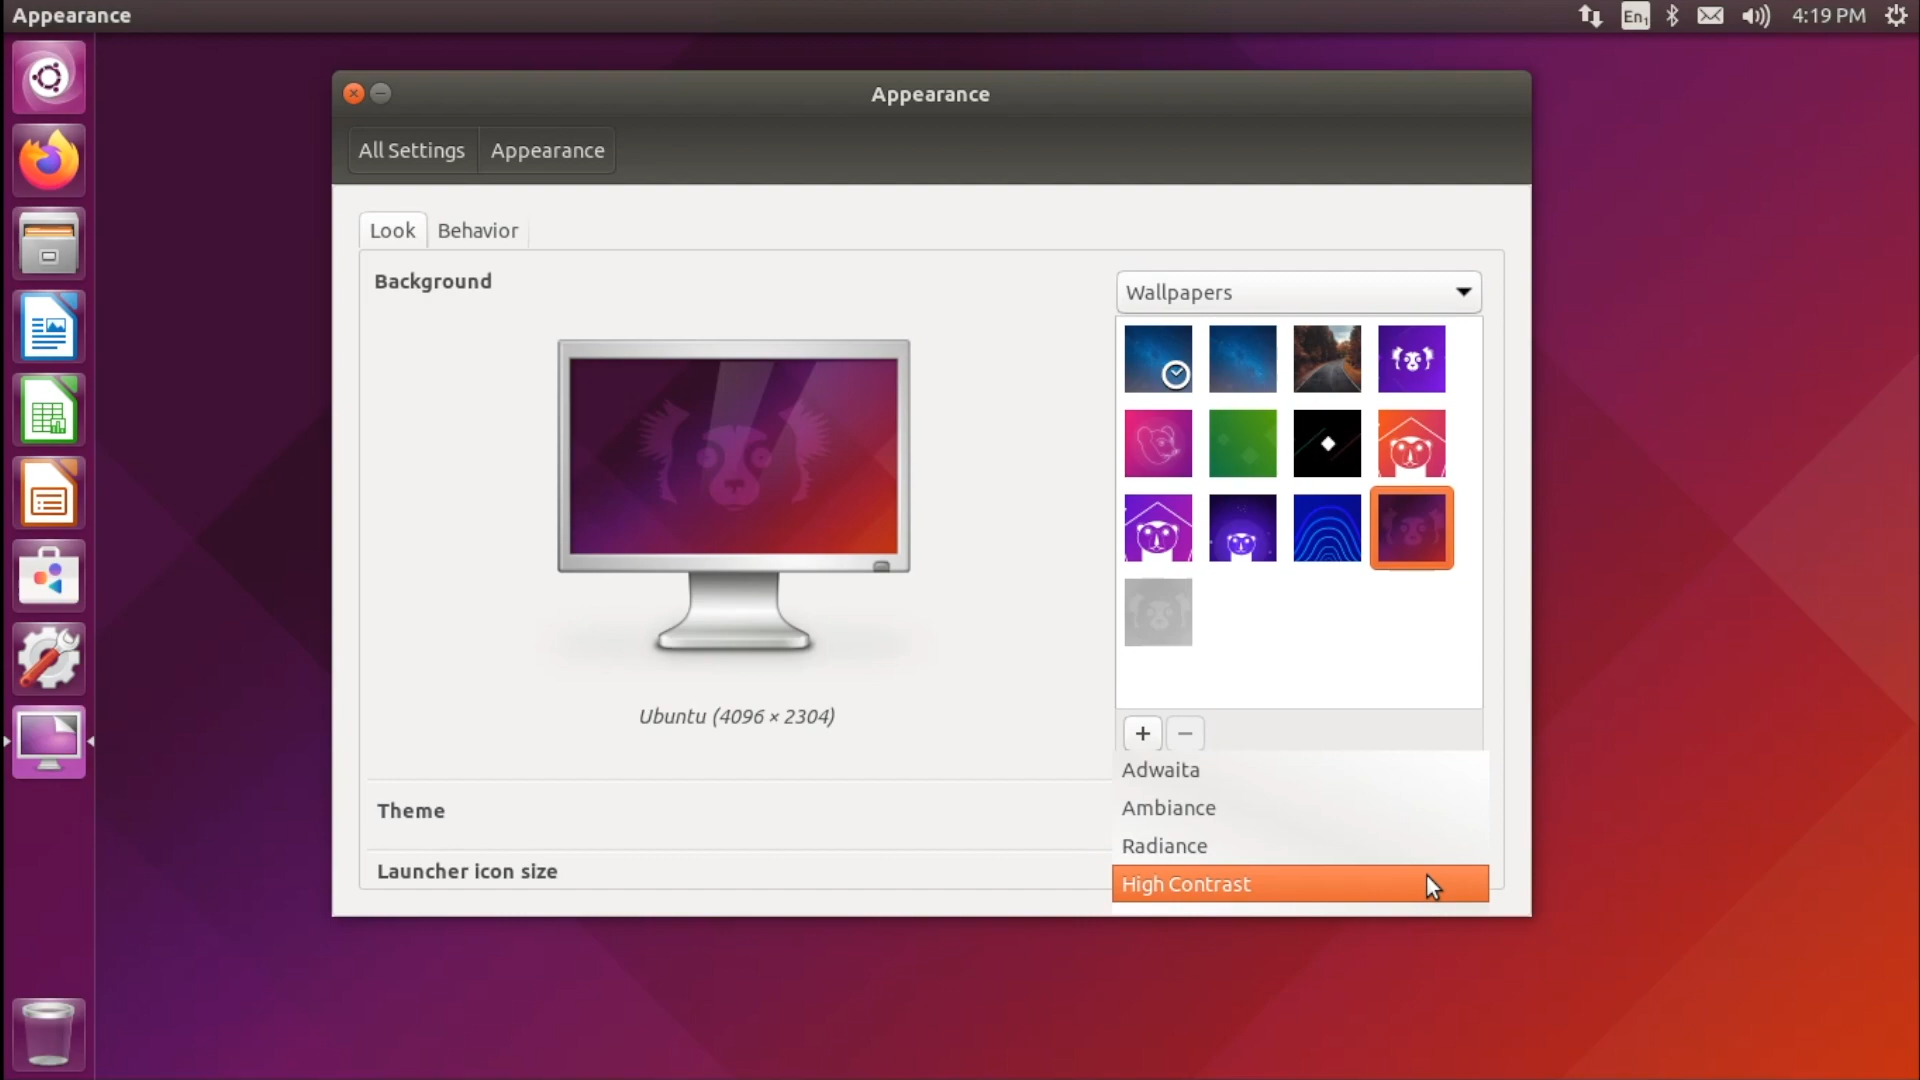 Appearance
En1
4:19 PM
Appearance
All Settings
Appearance
Look
Behavior
Background
Wallpapers
Ubuntu (4096 × 2304)
Adwaita
Theme
Ambiance
Radiance
Launcher icon size
High Contrast